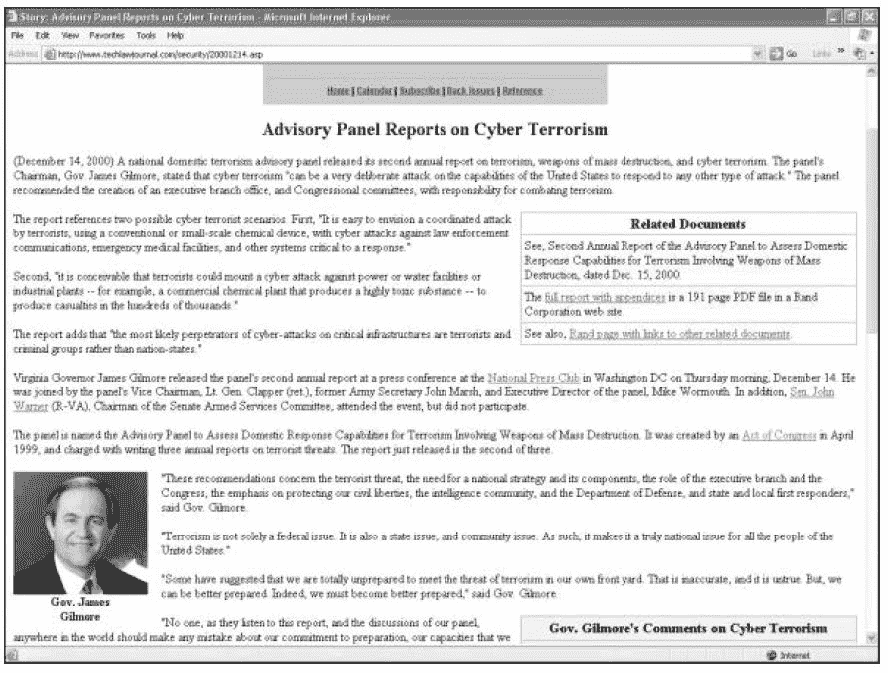 Story: Advisory Panel Reports on Cyber Terrorism - Microsoft Internet Explorer
File Edit View Favorites Tools Help
Address http://www.techlawjournal.com/security/20001214.asp Go Links »
Home | Calendar | Subscribe | Back Issues | Reference
Advisory Panel Reports on Cyber Terrorism
(December 14, 2000) A national domestic terrorism advisory panel released its second annual report on terrorism, weapons of mass destruction, and cyber terrorism. The panel's
Chairman, Gov. James Gilmore, stated that cyber terrorism "can be a very deliberate attack on the capabilities of the United States to respond to any other type of attack." The panel
recommended the creation of an executive branch office, and Congressional committees, with responsibility for combating terrorism.
The report references two possible cyber terrorist scenarios. First, "It is easy to envision a coordinated attack
by terrorists, using a conventional or small-scale chemical device, with cyber attacks against law enforcement
communications, emergency medical facilities, and other systems critical to a response."
Second, "it is conceivable that terrorists could mount a cyber attack against power or water facilities or
industrial plants -- for example, a commercial chemical plant that produces a highly toxic substance -- to
produce casualties in the hundreds of thousands."
The report adds that "the most likely perpetrators of cyber-attacks on critical infrastructures are terrorists and
criminal groups rather than nation-states."
Related Documents
See, Second Annual Report of the Advisory Panel to Assess Domestic
Response Capabilities for Terrorism Involving Weapons of Mass
Destruction, dated Dec. 15, 2000.
The full report with appendices is a 191 page PDF file in a Rand
Corporation web site.
See also, Rand page with links to other related documents.
Virginia Governor James Gilmore released the panel's second annual report at a press conference at the National Press Club in Washington DC on Thursday morning, December 14. He
was joined by the panel's Vice Chairman, Lt. Gen. Clapper (ret.), former Army Secretary John Marsh, and Executive Director of the panel, Mike Wormouth. In addition, Sen. John
Warner (R-VA), Chairman of the Senate Armed Services Committee, attended the event, but did not participate.
The panel is named the Advisory Panel to Assess Domestic Response Capabilities for Terrorism Involving Weapons of Mass Destruction. It was created by an Act of Congress in April
1999, and charged with writing three annual reports on terrorist threats. The report just released is the second of three.
"These recommendations concern the terrorist threat, the need for a national strategy and its components, the role of the executive branch and the
Congress, the emphasis on protecting our civil liberties, the intelligence community, and the Department of Defense, and state and local first responders,"
said Gov. Gilmore.
"Terrorism is not solely a federal issue. It is also a state issue, and community issue. As such, it makes it a truly national issue for all the people of the
United States."
"Some have suggested that we are totally unprepared to meet the threat of terrorism in our own front yard. That is inaccurate, and it is untrue. But, we
can be better prepared. Indeed, we must become better prepared," said Gov. Gilmore.
Gov. James
Gilmore
"No one, as they listen to this report, and the discussions of our panel,
anywhere in the world should make any mistake about our commitment to preparation, our capacities that we
Gov. Gilmore's Comments on Cyber Terrorism
Internet